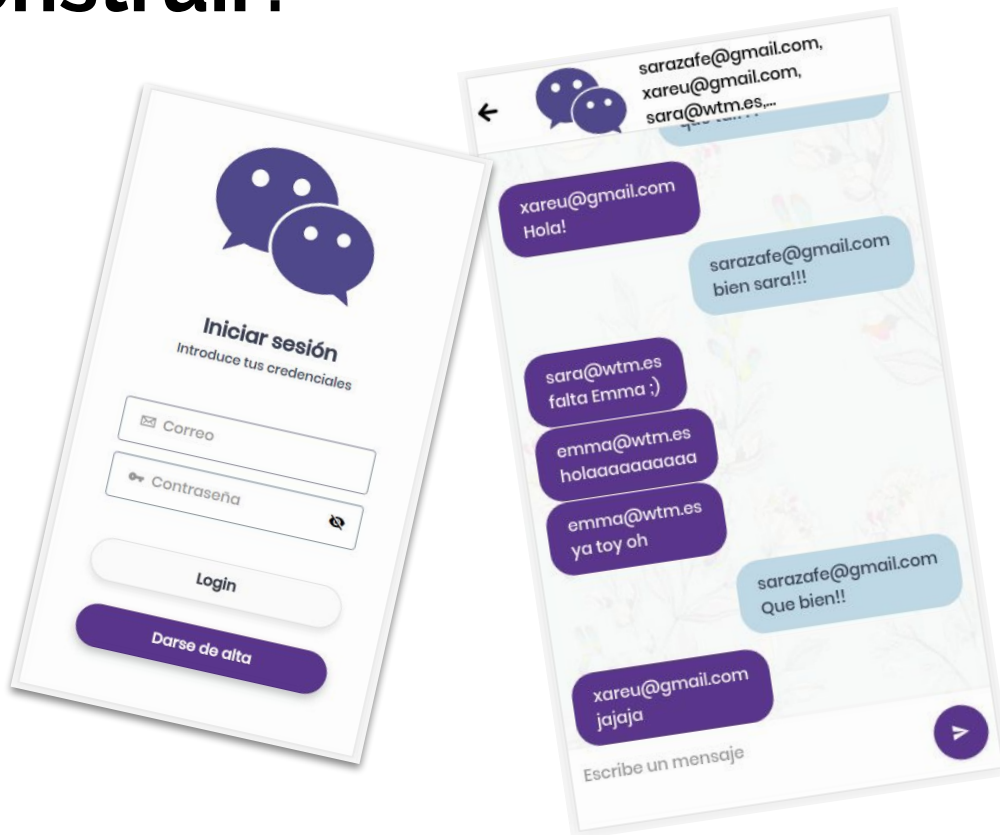 Iniciar sesión
Introduce tus credenciales
Correo
Contraseña
Login
Darse de alta
sarazafe@gmail.com,
xareu@gmail.com,
sara@wtm.es,...
xareu@gmail.com
Hola!
sarazafe@gmail.com
bien sara!!!
sara@wtm.es
falta Emma ;)
emma@wtm.es
holaaaaaaaaaa
emma@wtm.es
ya toy oh
sarazafe@gmail.com
Que bien!!
xareu@gmail.com
jajaja
Escribe un mensaje